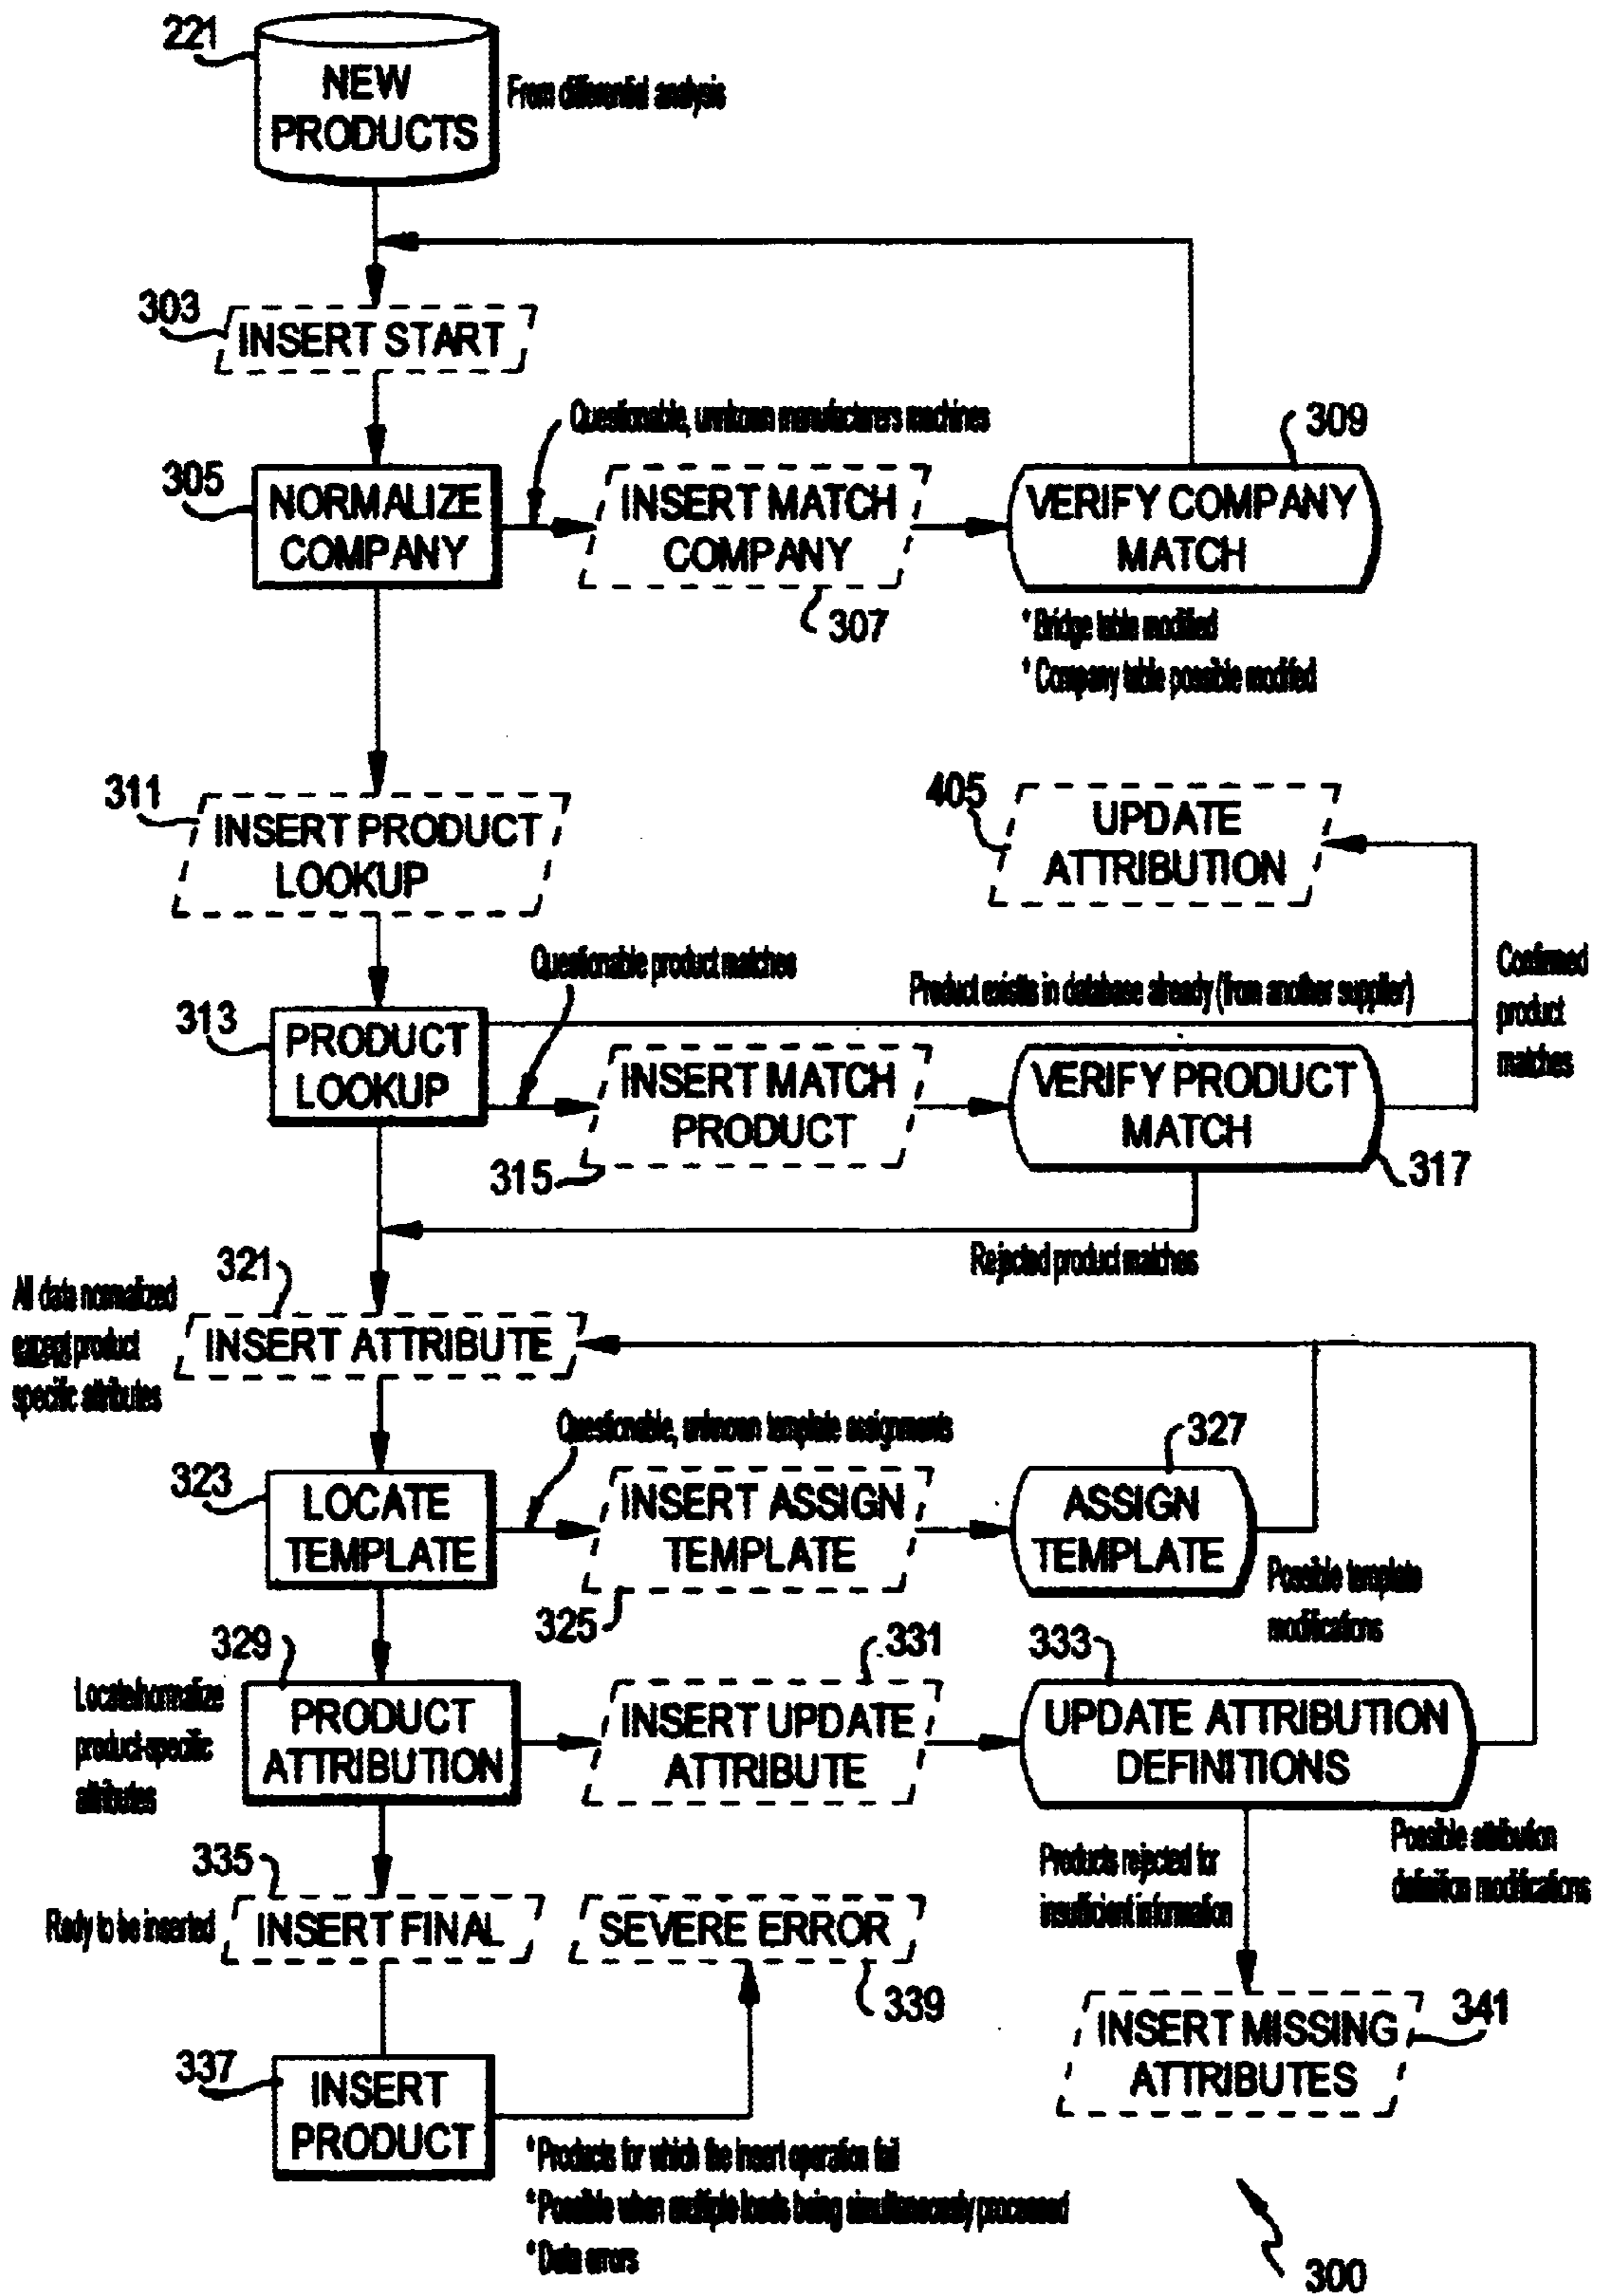 221
NEW
PRODUCTS
From differential analysis
303
INSERT START
Questionable, unnkown manufacturers machines
305
NORMALIZE
COMPANY
INSERT MATCH
COMPANY
307
309
VERIFY COMPANY
MATCH
* Bridge table modified
* Company table possible modified
311
INSERT PRODUCT
LOOKUP
405
UPDATE
ATTRIBUTION
Questionable product matches
Product exists in database already (from another supplier)
Confirmed
product
matches
313
PRODUCT
LOOKUP
INSERT MATCH
PRODUCT
315
VERIFY PRODUCT
MATCH
317
Rejected product matches
321
All data normalized
except product
specific attributes
INSERT ATTRIBUTE
Questionable, unknown template assignments
323
LOCATE
TEMPLATE
INSERT ASSIGN
TEMPLATE
325
327
ASSIGN
TEMPLATE
Possible template
modifications
329
Locate/normalize
product-specific
attributes
PRODUCT
ATTRIBUTION
331
INSERT UPDATE
ATTRIBUTE
333
UPDATE ATTRIBUTION
DEFINITIONS
Products rejected for
insufficient information
Possible attribution
definition modifications
335
Ready to be inserted
INSERT FINAL
SEVERE ERROR
339
341
INSERT MISSING
ATTRIBUTES
337
INSERT
PRODUCT
* Products for which the insert operation fail
* Possible when multiple loads being simultaneously processed
* Data errors
300